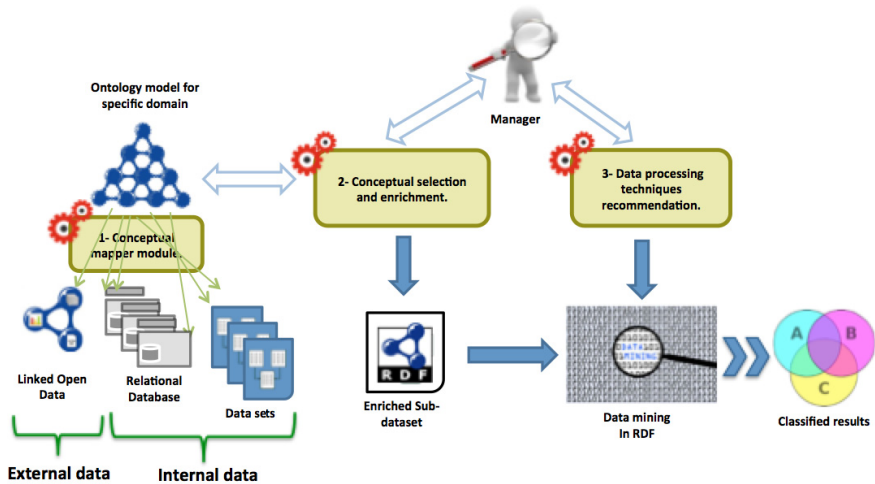 Ontology model for
specific domain
Manager
2- Conceptual selection
and enrichment.
3- Data processing
techniques
recommendation.
1- Conceptual
mapper module.
Linked Open
Data
Relational
Database
Data sets
RDF
Enriched Sub-
dataset
DATA
MINING
Data mining
In RDF
A
B
C
Classified results
External data
Internal data